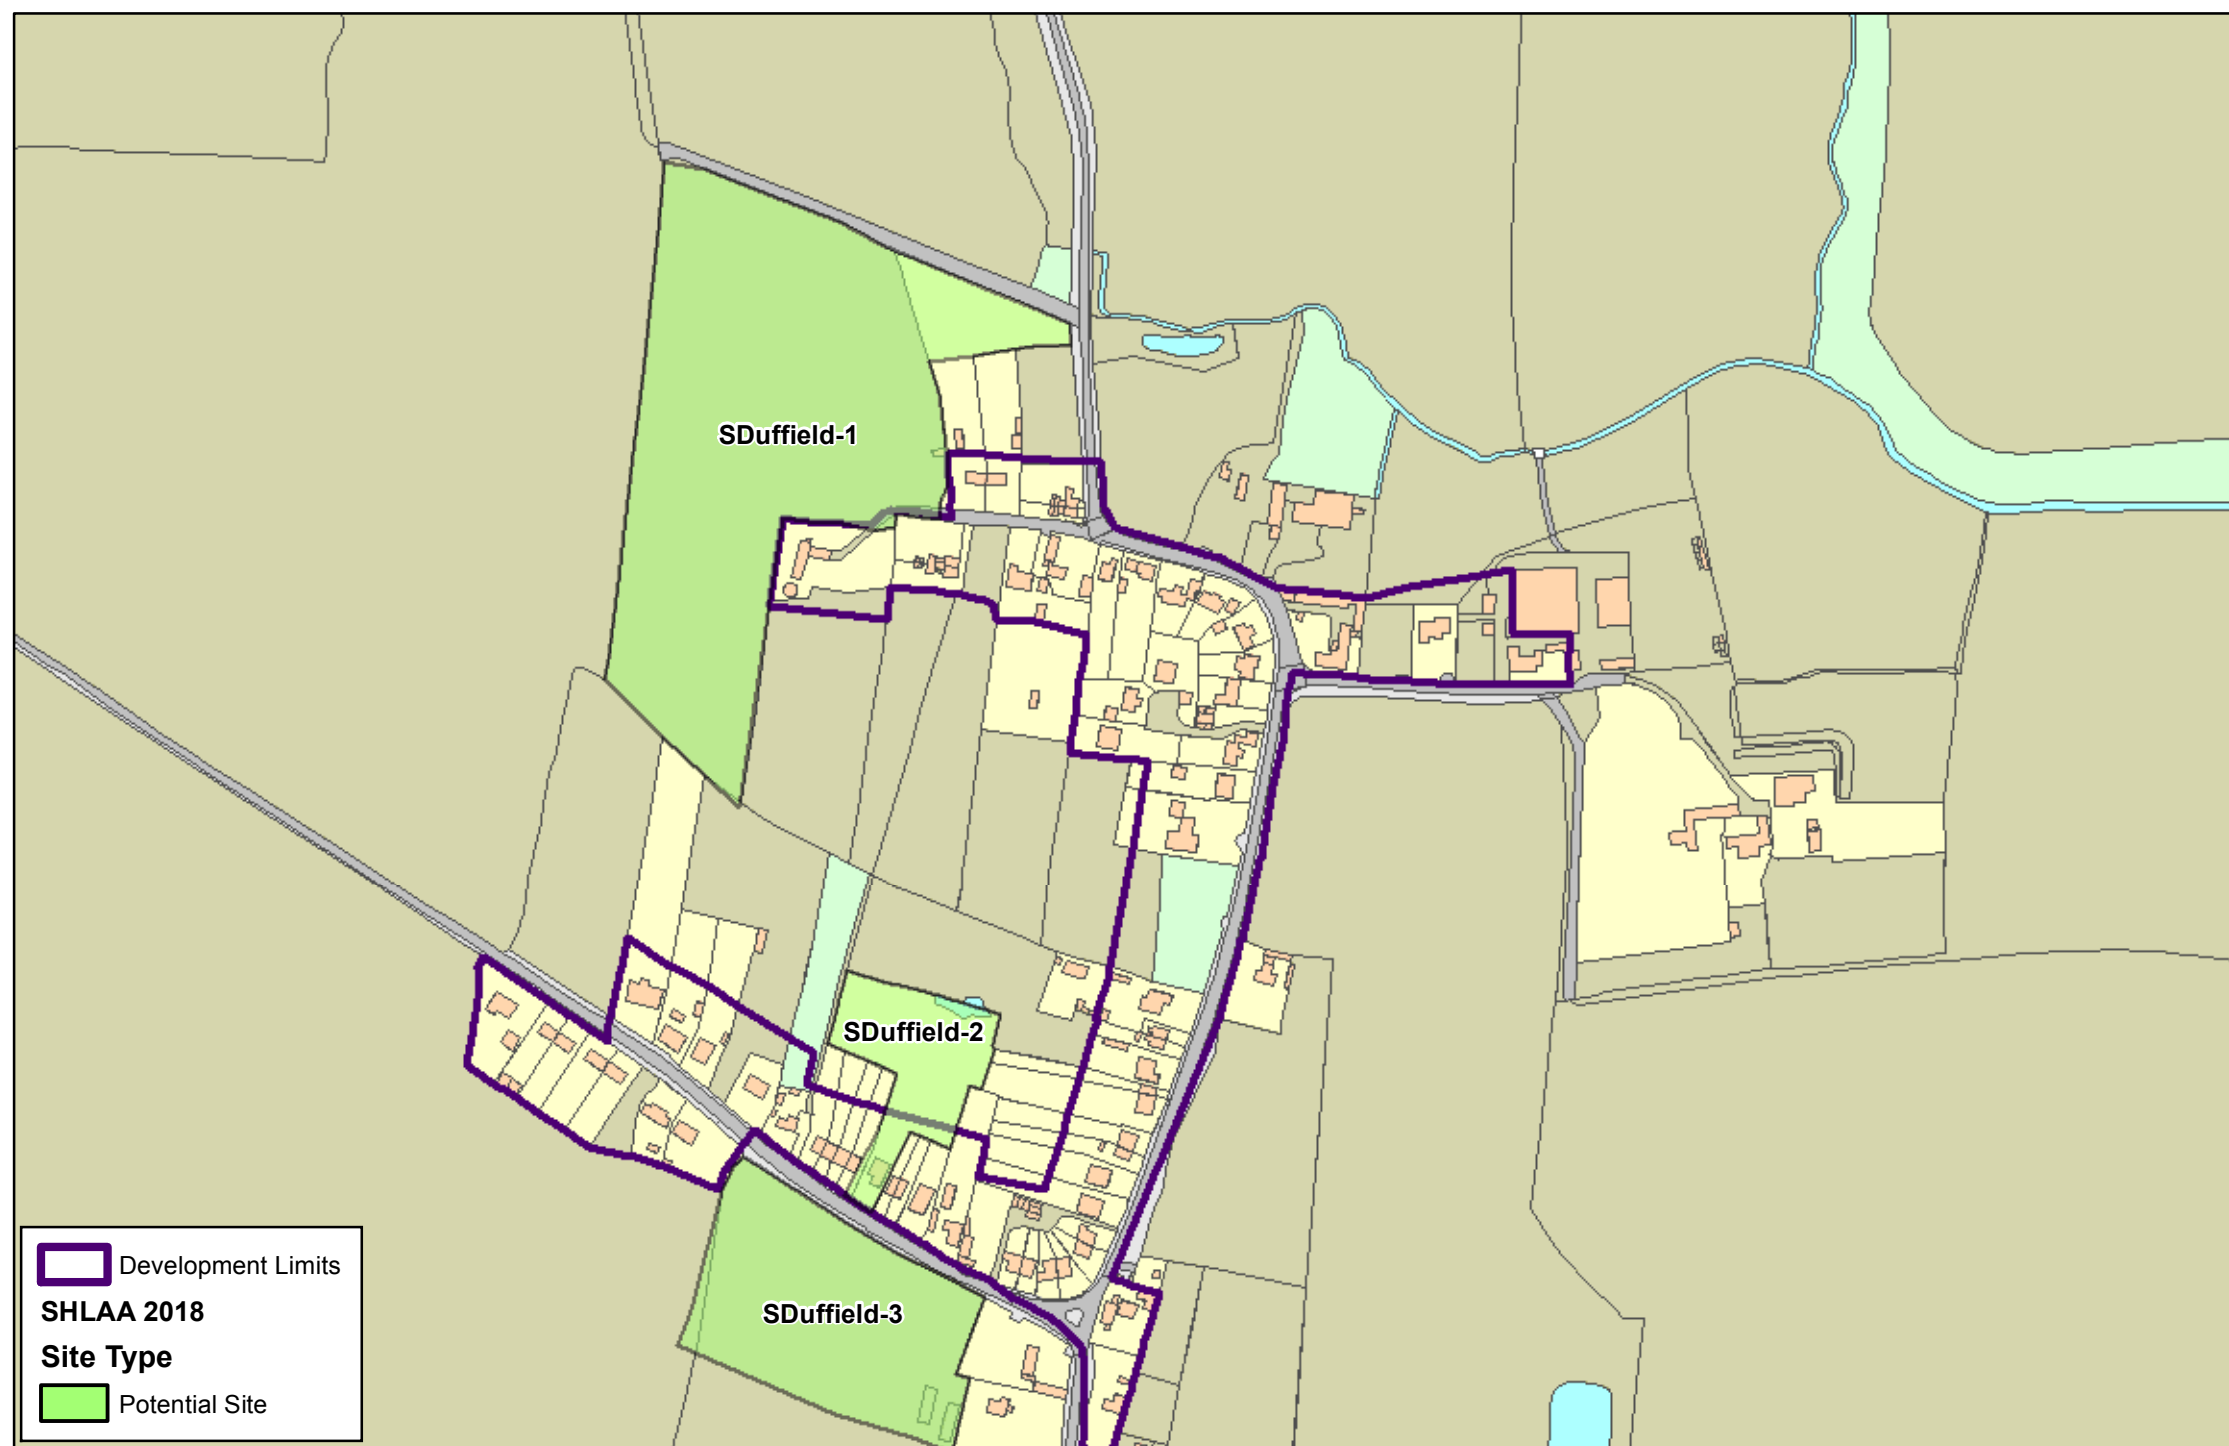 SDuffield-1
SDuffield-2
SDuffield-3
Development Limits
SHLAA 2018
Site Type
Potential Site